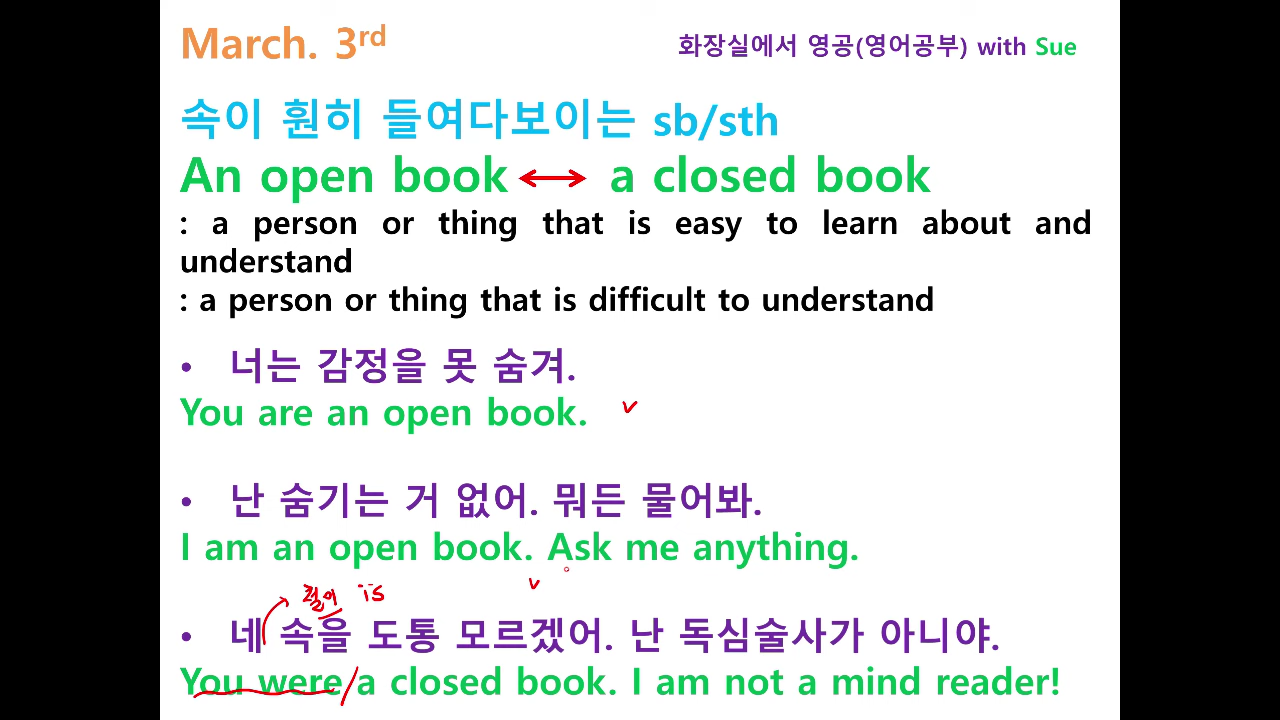 March. 3rd
화장실에서 영공(영어공부) with Sue
속이 훤히 들여다보이는 sb/sth
An open book ↔ a closed book
: a person or thing that is easy to learn about and
understand
: a person or thing that is difficult to understand
• 너는 감정을 못 숨겨.
You are an open book.
• 난 숨기는 거 없어. 뭐든 물어봐.
I am an open book. Ask me anything.
is
• 네 속을 도통 모르겠어. 난 독심술사가 아니야.
You were a closed book. I am not a mind reader!